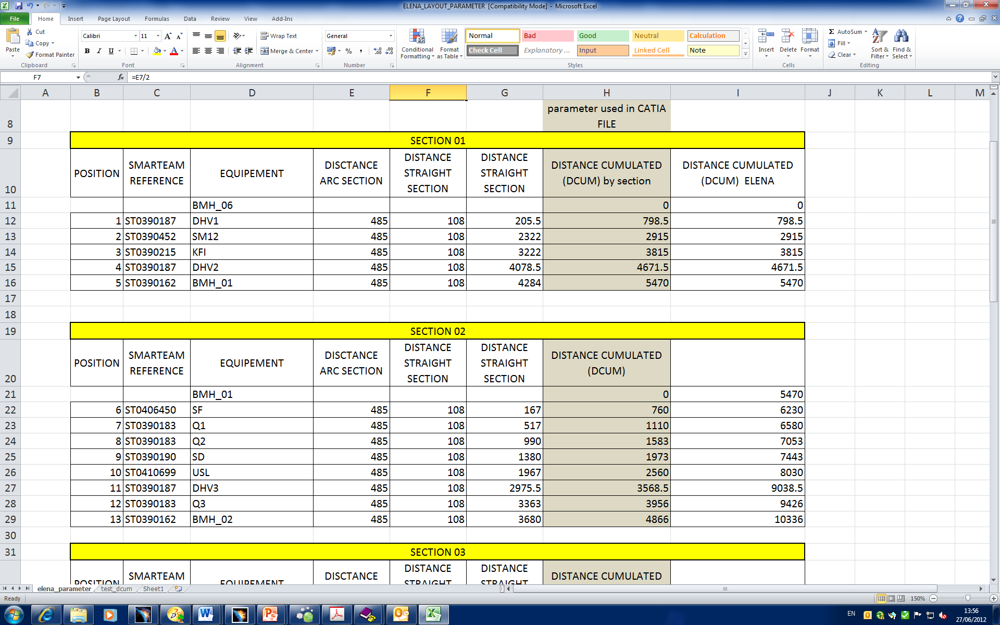 ELENA_LAYOUT_PARAMETER [Compatibility Mode] - Microsoft Excel
File Home Insert Page Layout Formulas Data Review View Add-Ins
Paste
Cut
Copy
Format Painter
Clipboard
Calibri 11
B I U
Font
Wrap Text
Merge & Center
Alignment
General
Number
Conditional Formatting
Format as Table
Normal Bad Good Neutral Calculation
Check Cell Explanatory ... Input Linked Cell Note
Styles
Insert Delete Format
Cells
Σ AutoSum
Fill
Clear
Sort & Filter
Find & Select
Editing
F7 fx =E7/2
A B C D E F G H I J K L M
8 parameter used in CATIA FILE
9 SECTION 01
10 POSITION SMARTEAM REFERENCE EQUIPEMENT DISCTANCE ARC SECTION DISTANCE STRAIGHT SECTION DISTANCE STRAIGHT SECTION DISTANCE CUMULATED (DCUM) by section DISTANCE CUMULATED (DCUM) ELENA
11 BMH_06 0 0
12 1 ST0390187 DHV1 485 108 205.5 798.5 798.5
13 2 ST0390452 SM12 485 108 2322 2915 2915
14 3 ST0390215 KFI 485 108 3222 3815 3815
15 4 ST0390187 DHV2 485 108 4078.5 4671.5 4671.5
16 5 ST0390162 BMH_01 485 108 4284 5470 5470
17
18
19 SECTION 02
20 POSITION SMARTEAM REFERENCE EQUIPEMENT DISCTANCE ARC SECTION DISTANCE STRAIGHT SECTION DISTANCE STRAIGHT SECTION DISTANCE CUMULATED (DCUM)
21 BMH_01 0 5470
22 6 ST0406450 SF 485 108 167 760 6230
23 7 ST0390183 Q1 485 108 517 1110 6580
24 8 ST0390183 Q2 485 108 990 1583 7053
25 9 ST0390190 SD 485 108 1380 1973 7443
26 10 ST0410699 USL 485 108 1967 2560 8030
27 11 ST0390187 DHV3 485 108 2975.5 3568.5 9038.5
28 12 ST0390183 Q3 485 108 3363 3956 9426
29 13 ST0390162 BMH_02 485 108 3680 4866 10336
30
31 SECTION 03
POSITION SMARTEAM EQUIPEMENT DISCTANCE DISTANCE STRAIGHT DISTANCE STRAIGHT DISTANCE CUMULATED
elena_parameter test_dcum Sheet1
Ready 150%
EN 13:56
27/06/2012